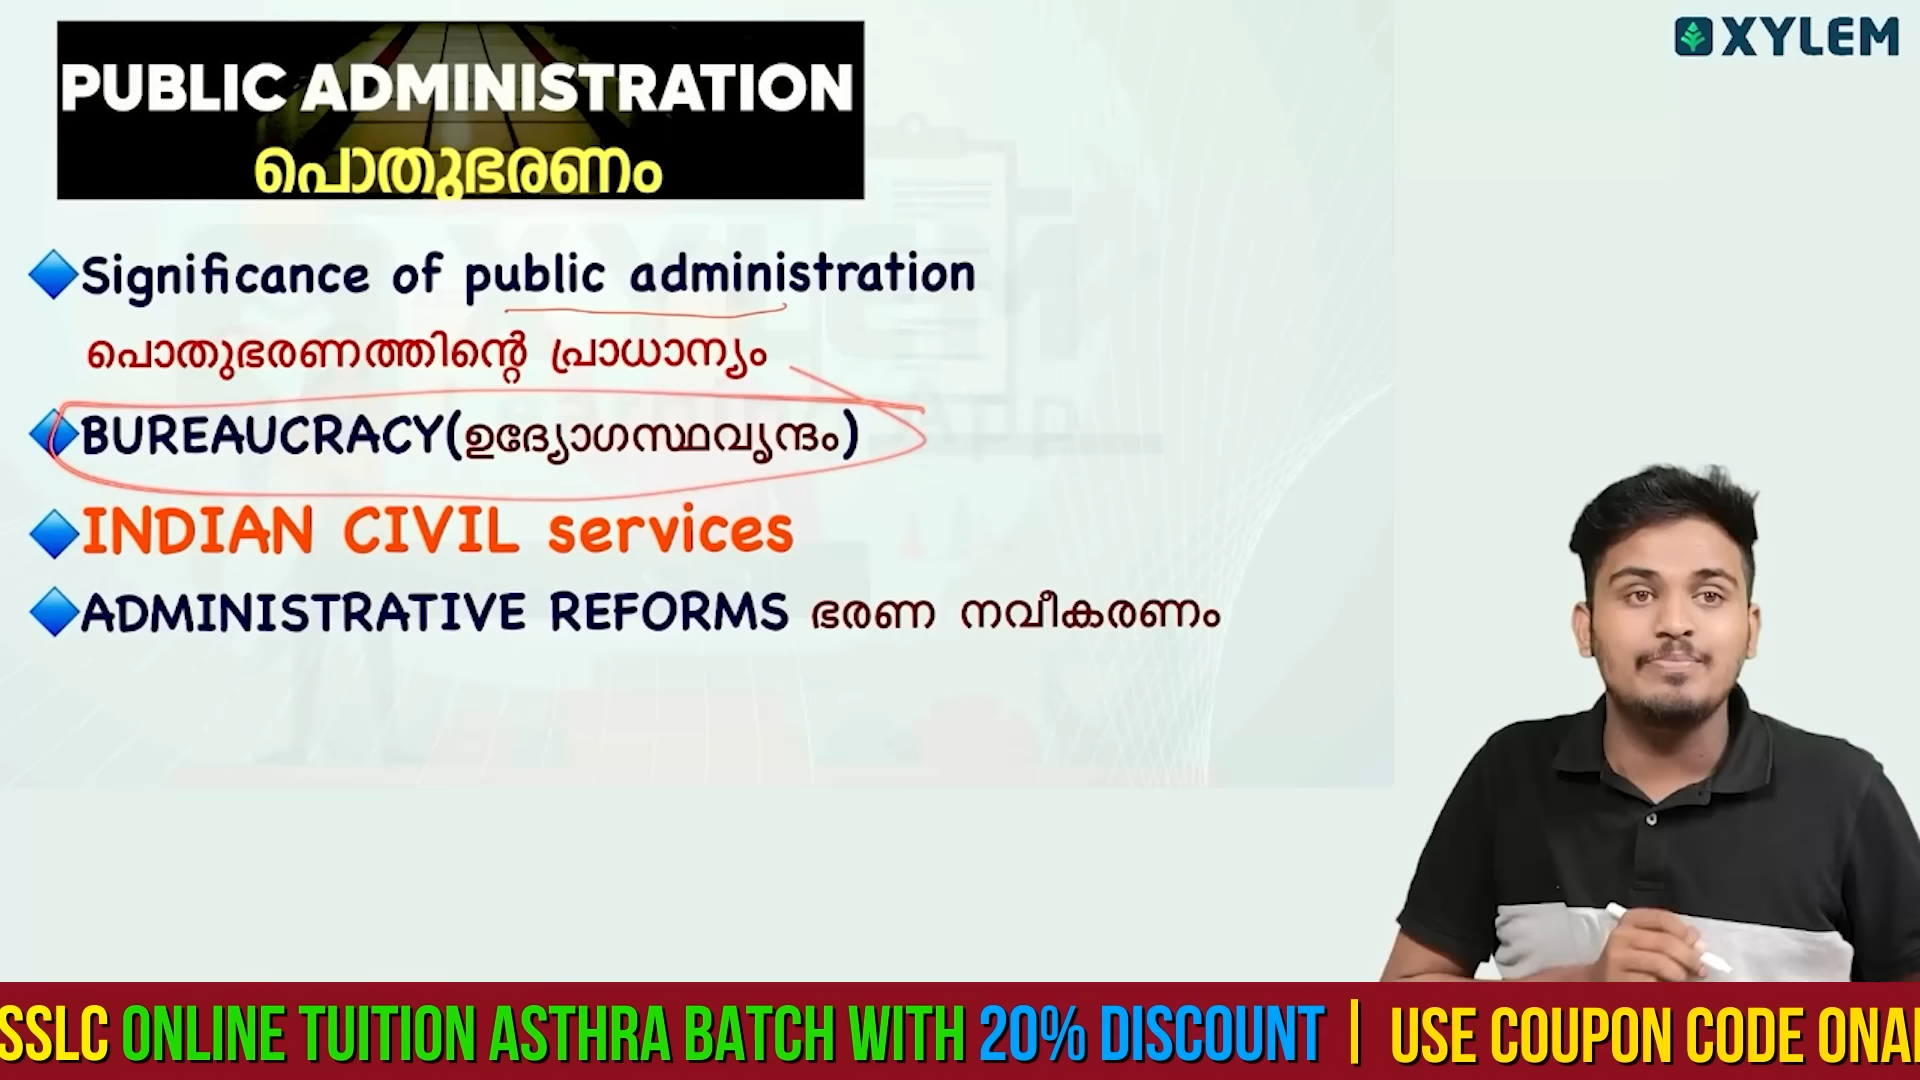 XYLEM
PUBLIC ADMINISTRATION
പൊതുഭരണം
Significance of public administration
പൊതുഭരണത്തിന്റെ പ്രാധാന്യം
BUREAUCRACY(ഉദ്യോഗസ്ഥവൃന്ദം)
INDIAN CIVIL services
ADMINISTRATIVE REFORMS ഭരണ നവീകരണം
SSLC ONLINE TUITION ASTHRA BATCH WITH 20% DISCOUNT | USE COUPON CODE